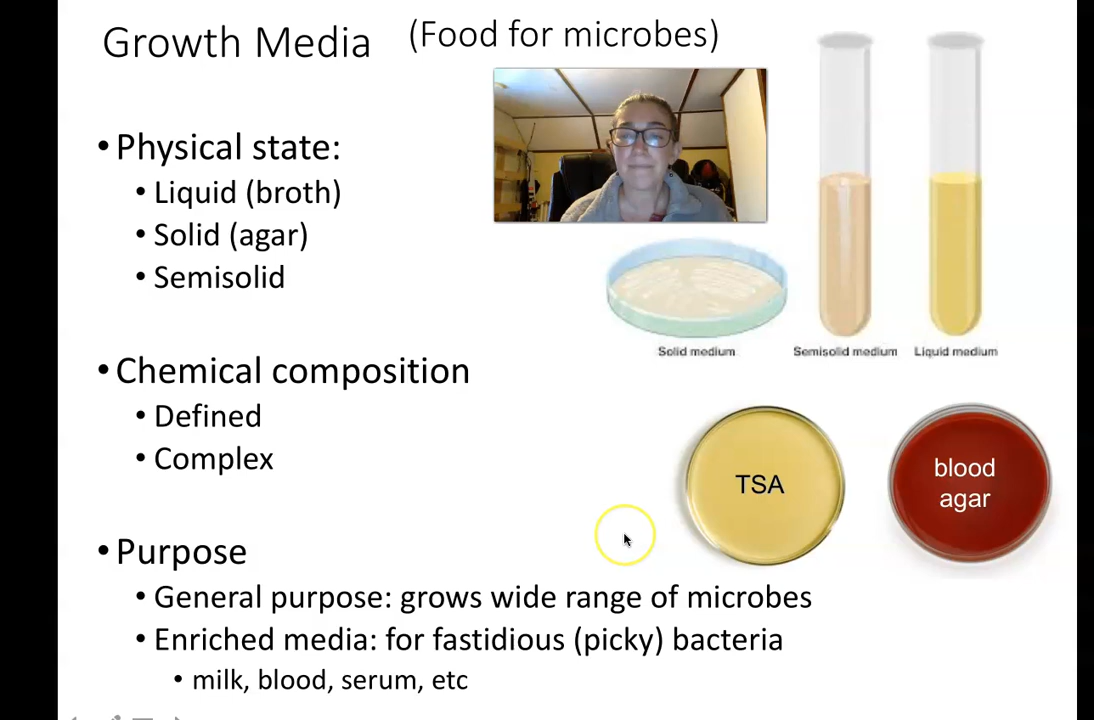 Growth Media (Food for microbes)
• Physical state:
• Liquid (broth)
• Solid (agar)
• Semisolid
Solid medium
Semisolid medium
Liquid medium
• Chemical composition
• Defined
• Complex
TSA
blood
agar
• Purpose
• General purpose: grows wide range of microbes
• Enriched media: for fastidious (picky) bacteria
• milk, blood, serum, etc